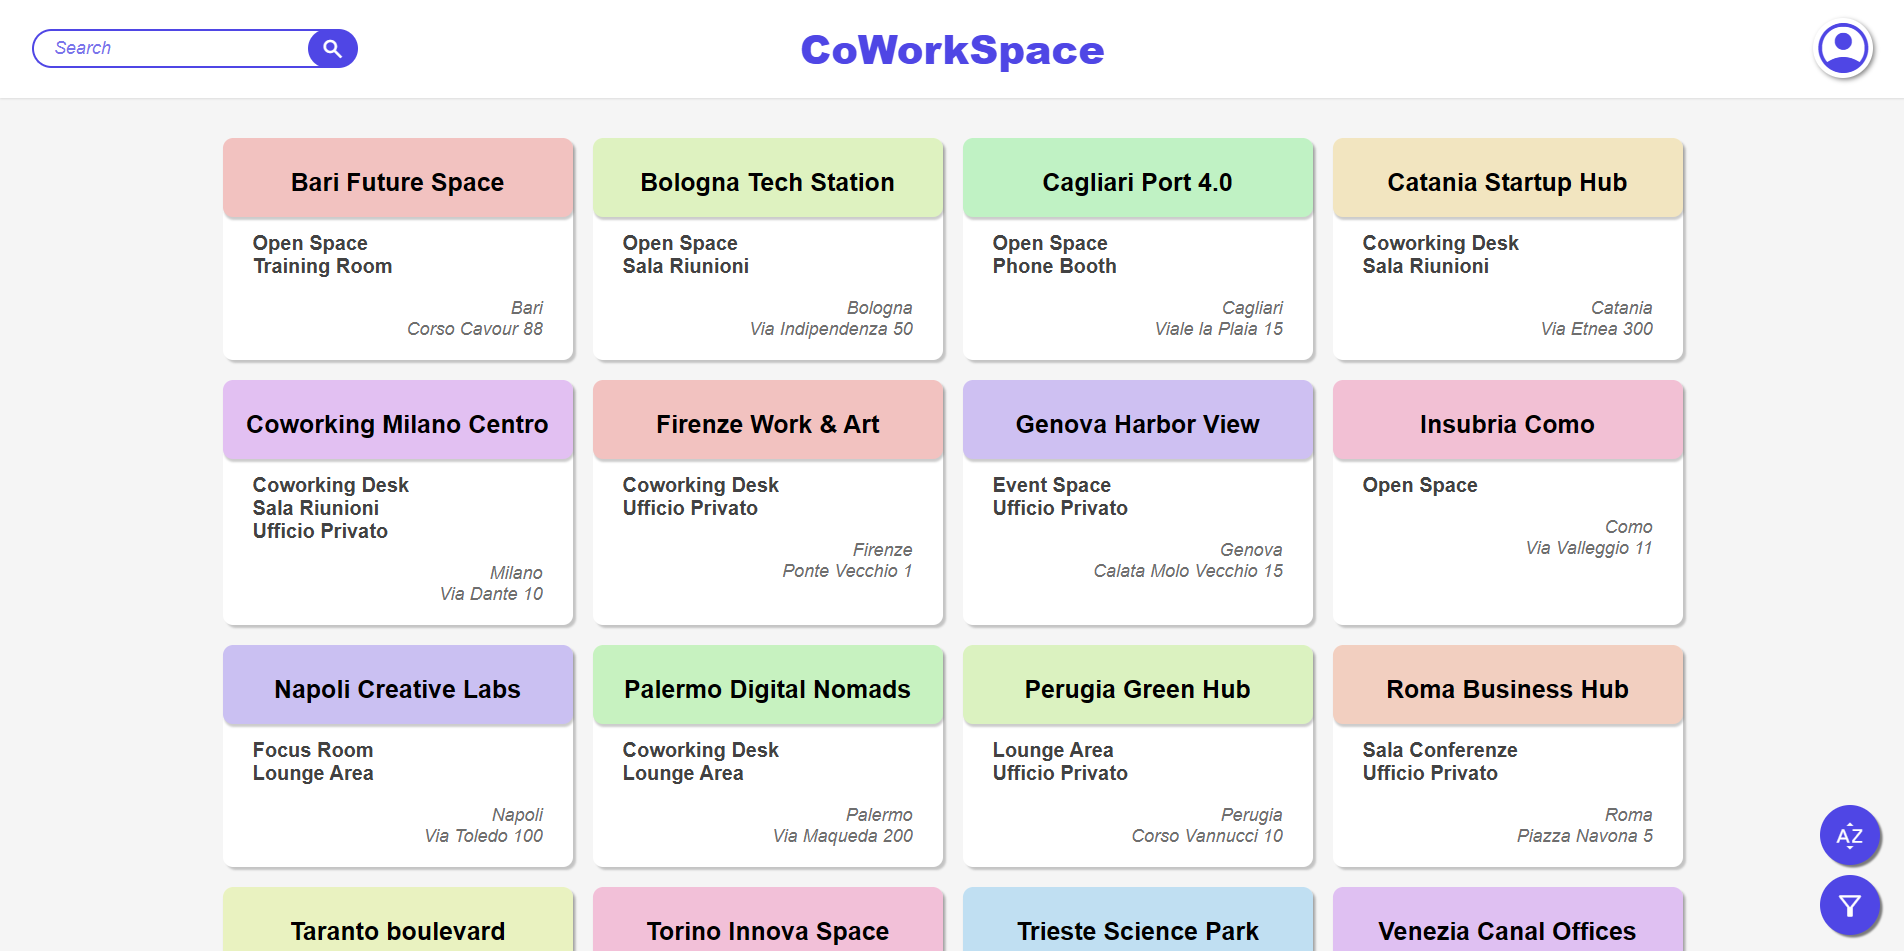 Search
CoWorkSpace
Bari Future Space
Open Space
Training Room
Bari
Corso Cavour 88
Bologna Tech Station
Open Space
Sala Riunioni
Bologna
Via Indipendenza 50
Cagliari Port 4.0
Open Space
Phone Booth
Cagliari
Viale la Plaia 15
Catania Startup Hub
Coworking Desk
Sala Riunioni
Catania
Via Etnea 300
Coworking Milano Centro
Coworking Desk
Sala Riunioni
Ufficio Privato
Milano
Via Dante 10
Firenze Work & Art
Coworking Desk
Ufficio Privato
Firenze
Ponte Vecchio 1
Genova Harbor View
Event Space
Ufficio Privato
Genova
Calata Molo Vecchio 15
Insubria Como
Open Space
Como
Via Valleggio 11
Napoli Creative Labs
Focus Room
Lounge Area
Napoli
Via Toledo 100
Palermo Digital Nomads
Coworking Desk
Lounge Area
Palermo
Via Maqueda 200
Perugia Green Hub
Lounge Area
Ufficio Privato
Perugia
Corso Vannucci 10
Roma Business Hub
Sala Conferenze
Ufficio Privato
Roma
Piazza Navona 5
AZ
Taranto boulevard
Torino Innova Space
Trieste Science Park
Venezia Canal Offices